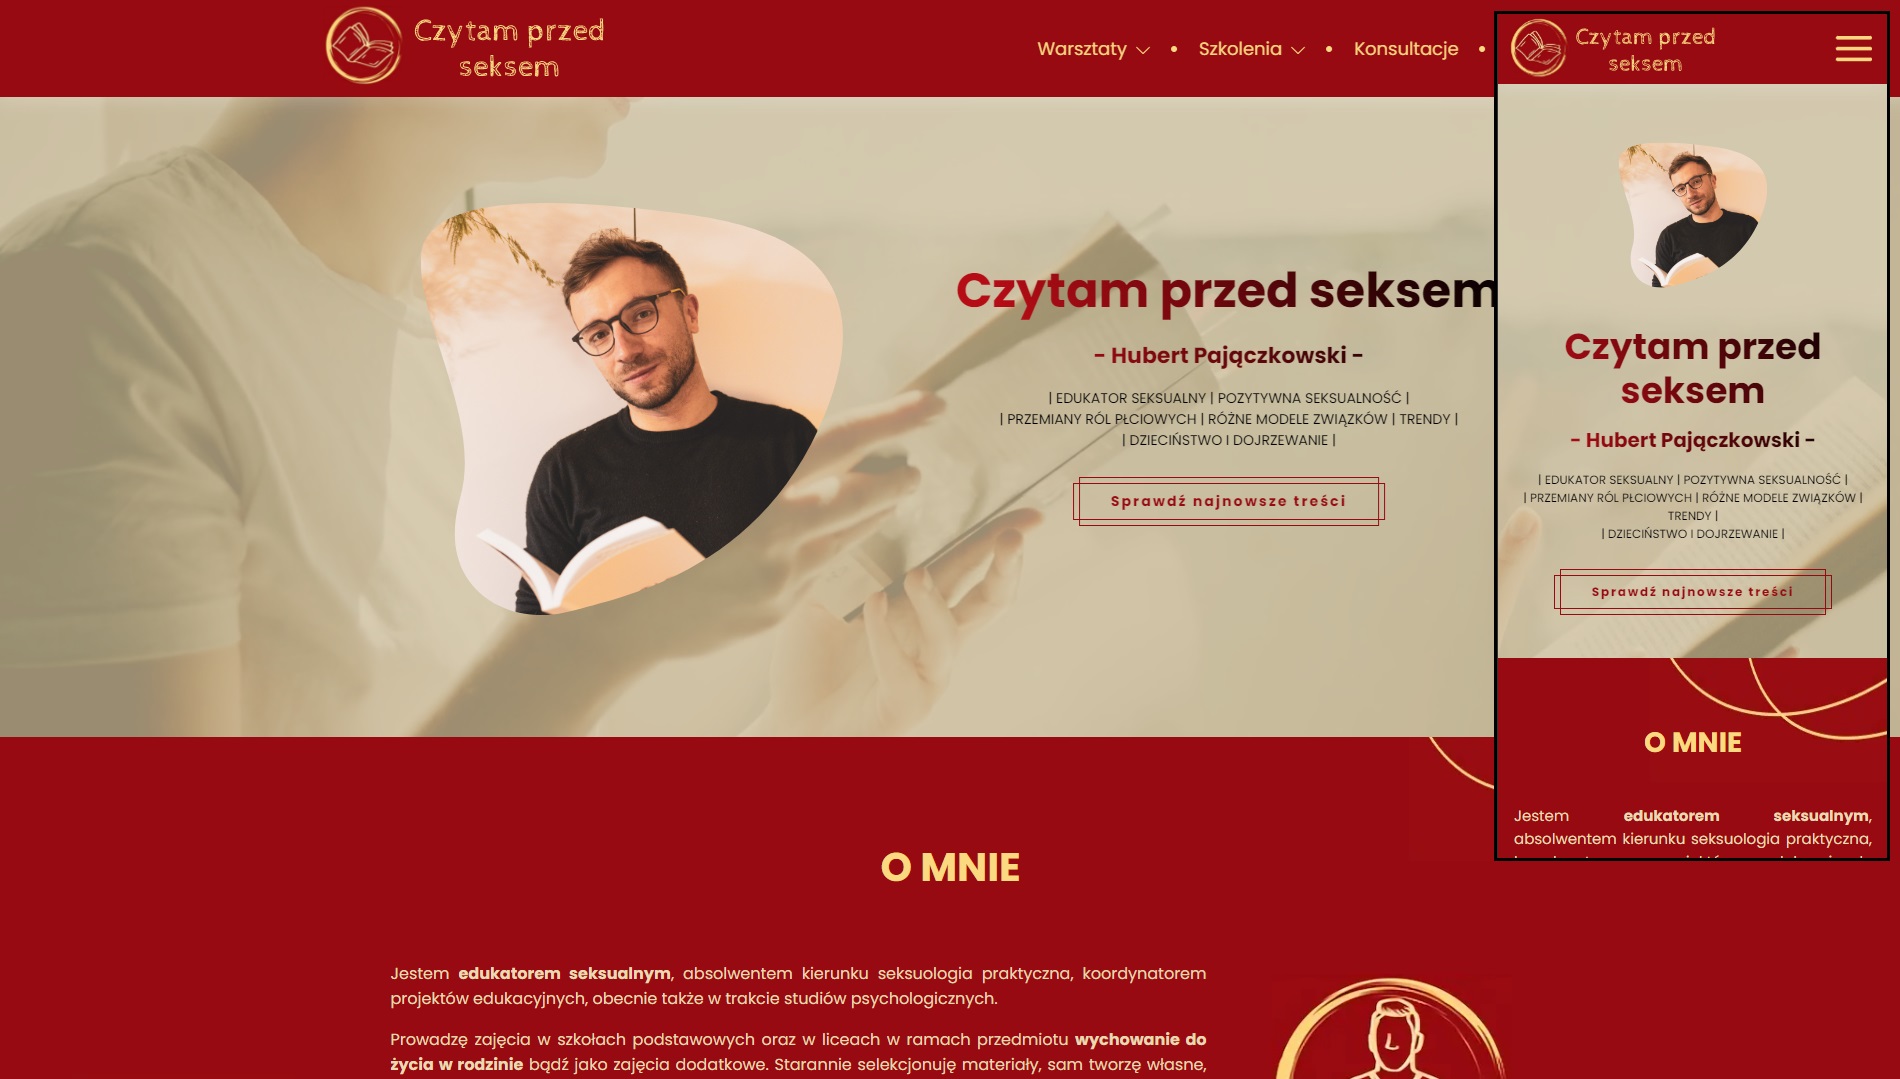 Czytam przed
seksem
Warsztaty • Szkolenia • Konsultacje •
Czytam przed seksem
- Hubert Pajączkowski -
| EDUKATOR SEKSUALNY | POZYTYWNA SEKSUALNOŚĆ |
| PRZEMIANY RÓL PŁCIOWYCH | RÓŻNE MODELE ZWIĄZKÓW | TRENDY |
| DZIECIŃSTWO I DOJRZEWANIE |
Sprawdź najnowsze treści
O MNIE
Jestem edukatorem seksualnym, absolwentem kierunku seksuologia praktyczna, koordynatorem
projektów edukacyjnych, obecnie także w trakcie studiów psychologicznych.
Prowadzę zajęcia w szkołach podstawowych oraz w liceach w ramach przedmiotu wychowanie do
życia w rodzinie bądź jako zajęcia dodatkowe. Starannie selekcjonuję materiały, sam tworzę własne,
Czytam przed
seksem
Czytam przed
seksem
- Hubert Pajączkowski -
| EDUKATOR SEKSUALNY | POZYTYWNA SEKSUALNOŚĆ |
| PRZEMIANY RÓL PŁCIOWYCH | RÓŻNE MODELE ZWIĄZKÓW |
TRENDY |
| DZIECIŃSTWO I DOJRZEWANIE |
Sprawdź najnowsze treści
O MNIE
Jestem edukatorem seksualnym,
absolwentem kierunku seksuologia praktyczna,